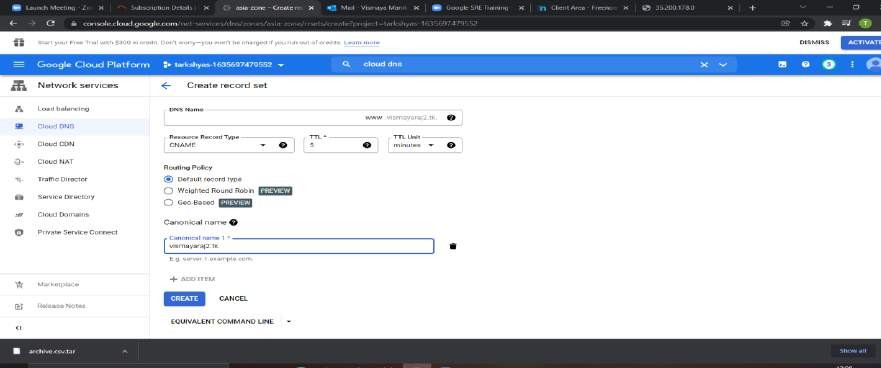 Launch Meeting - Zo
Subscription Details
asia-zone – Create re
Mail - Vismaya Manik
Google SRE Training
Client Area - Freenom
35.200.178.0
console.cloud.google.com/net-services/dns/zones/asia-zone/rrsets/create?project=tarkshyas-1635697479552
Start your Free Trial with $300 in credit. Don't worry—you won't be charged if you run out of credits. Learn more
DISMISS
ACTIVATE
Google Cloud Platform
tarkshyas-1635697479552
cloud dns
Network services
Create record set
Load balancing
Cloud DNS
Cloud CDN
Cloud NAT
Traffic Director
Service Directory
Cloud Domains
Private Service Connect
Marketplace
Release Notes
DNS Name
www .vismayaraj2.tk.
Resource Record Type
CNAME
TTL *
5
TTL Unit
minutes
Routing Policy
Default record type
Weighted Round Robin PREVIEW
Geo-Based PREVIEW
Canonical name
Canonical name 1 *
vismayaraj2.tk
E.g. server-1.example.com.
+ ADD ITEM
CREATE CANCEL
EQUIVALENT COMMAND LINE
archive.csv.tar
Show all